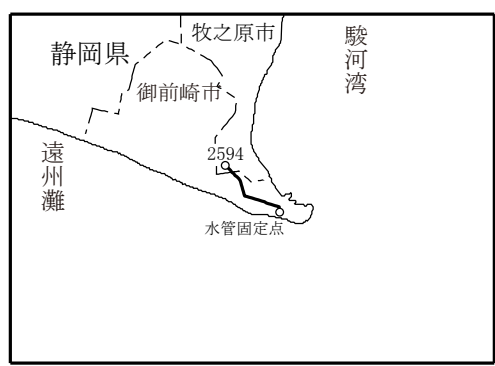 牧之原市
静岡県
駿河湾
御前崎市
遠州灘
2594
水管固定点